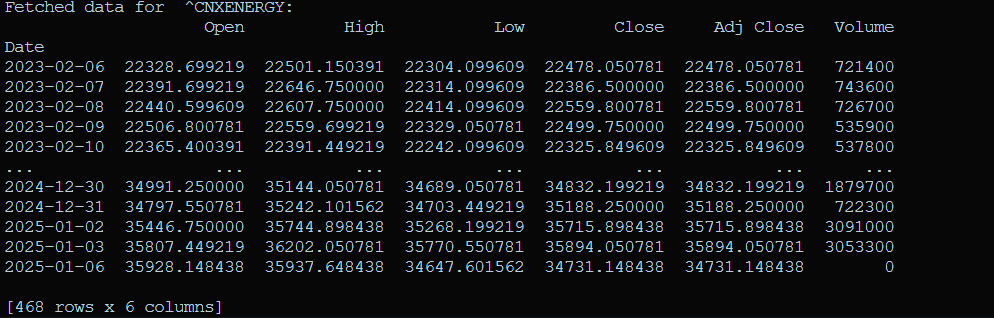 Fetched data for  ^CNXENERGY:
Open High Low Close Adj Close Volume
Date
2023-02-06 22328.699219 22501.150391 22304.099609 22478.050781 22478.050781 721400
2023-02-07 22391.699219 22646.750000 22314.099609 22386.500000 22386.500000 743600
2023-02-08 22440.599609 22607.750000 22414.099609 22559.800781 22559.800781 726700
2023-02-09 22506.800781 22559.699219 22329.050781 22499.750000 22499.750000 535900
2023-02-10 22365.400391 22391.449219 22242.099609 22325.849609 22325.849609 537800
... ... ... ... ... ... ...
2024-12-30 34991.250000 35144.050781 34689.050781 34832.199219 34832.199219 1879700
2024-12-31 34797.550781 35242.101562 34703.449219 35188.250000 35188.250000 722300
2025-01-02 35446.750000 35744.898438 35268.199219 35715.898438 35715.898438 3091000
2025-01-03 35807.449219 36202.050781 35770.550781 35894.050781 35894.050781 3053300
2025-01-06 35928.148438 35937.648438 34647.601562 34731.148438 34731.148438 0
[468 rows x 6 columns]